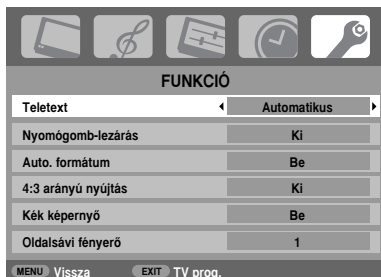 FUNKCIÓ
Teletext Automatikus
Nyomógomb-lezárás Ki
Auto. formátum Be
4:3 arányú nyújtás Ki
Kék képernyő Be
Oldalsávi fényerő 1
MENU Vissza EXIT TV prog.